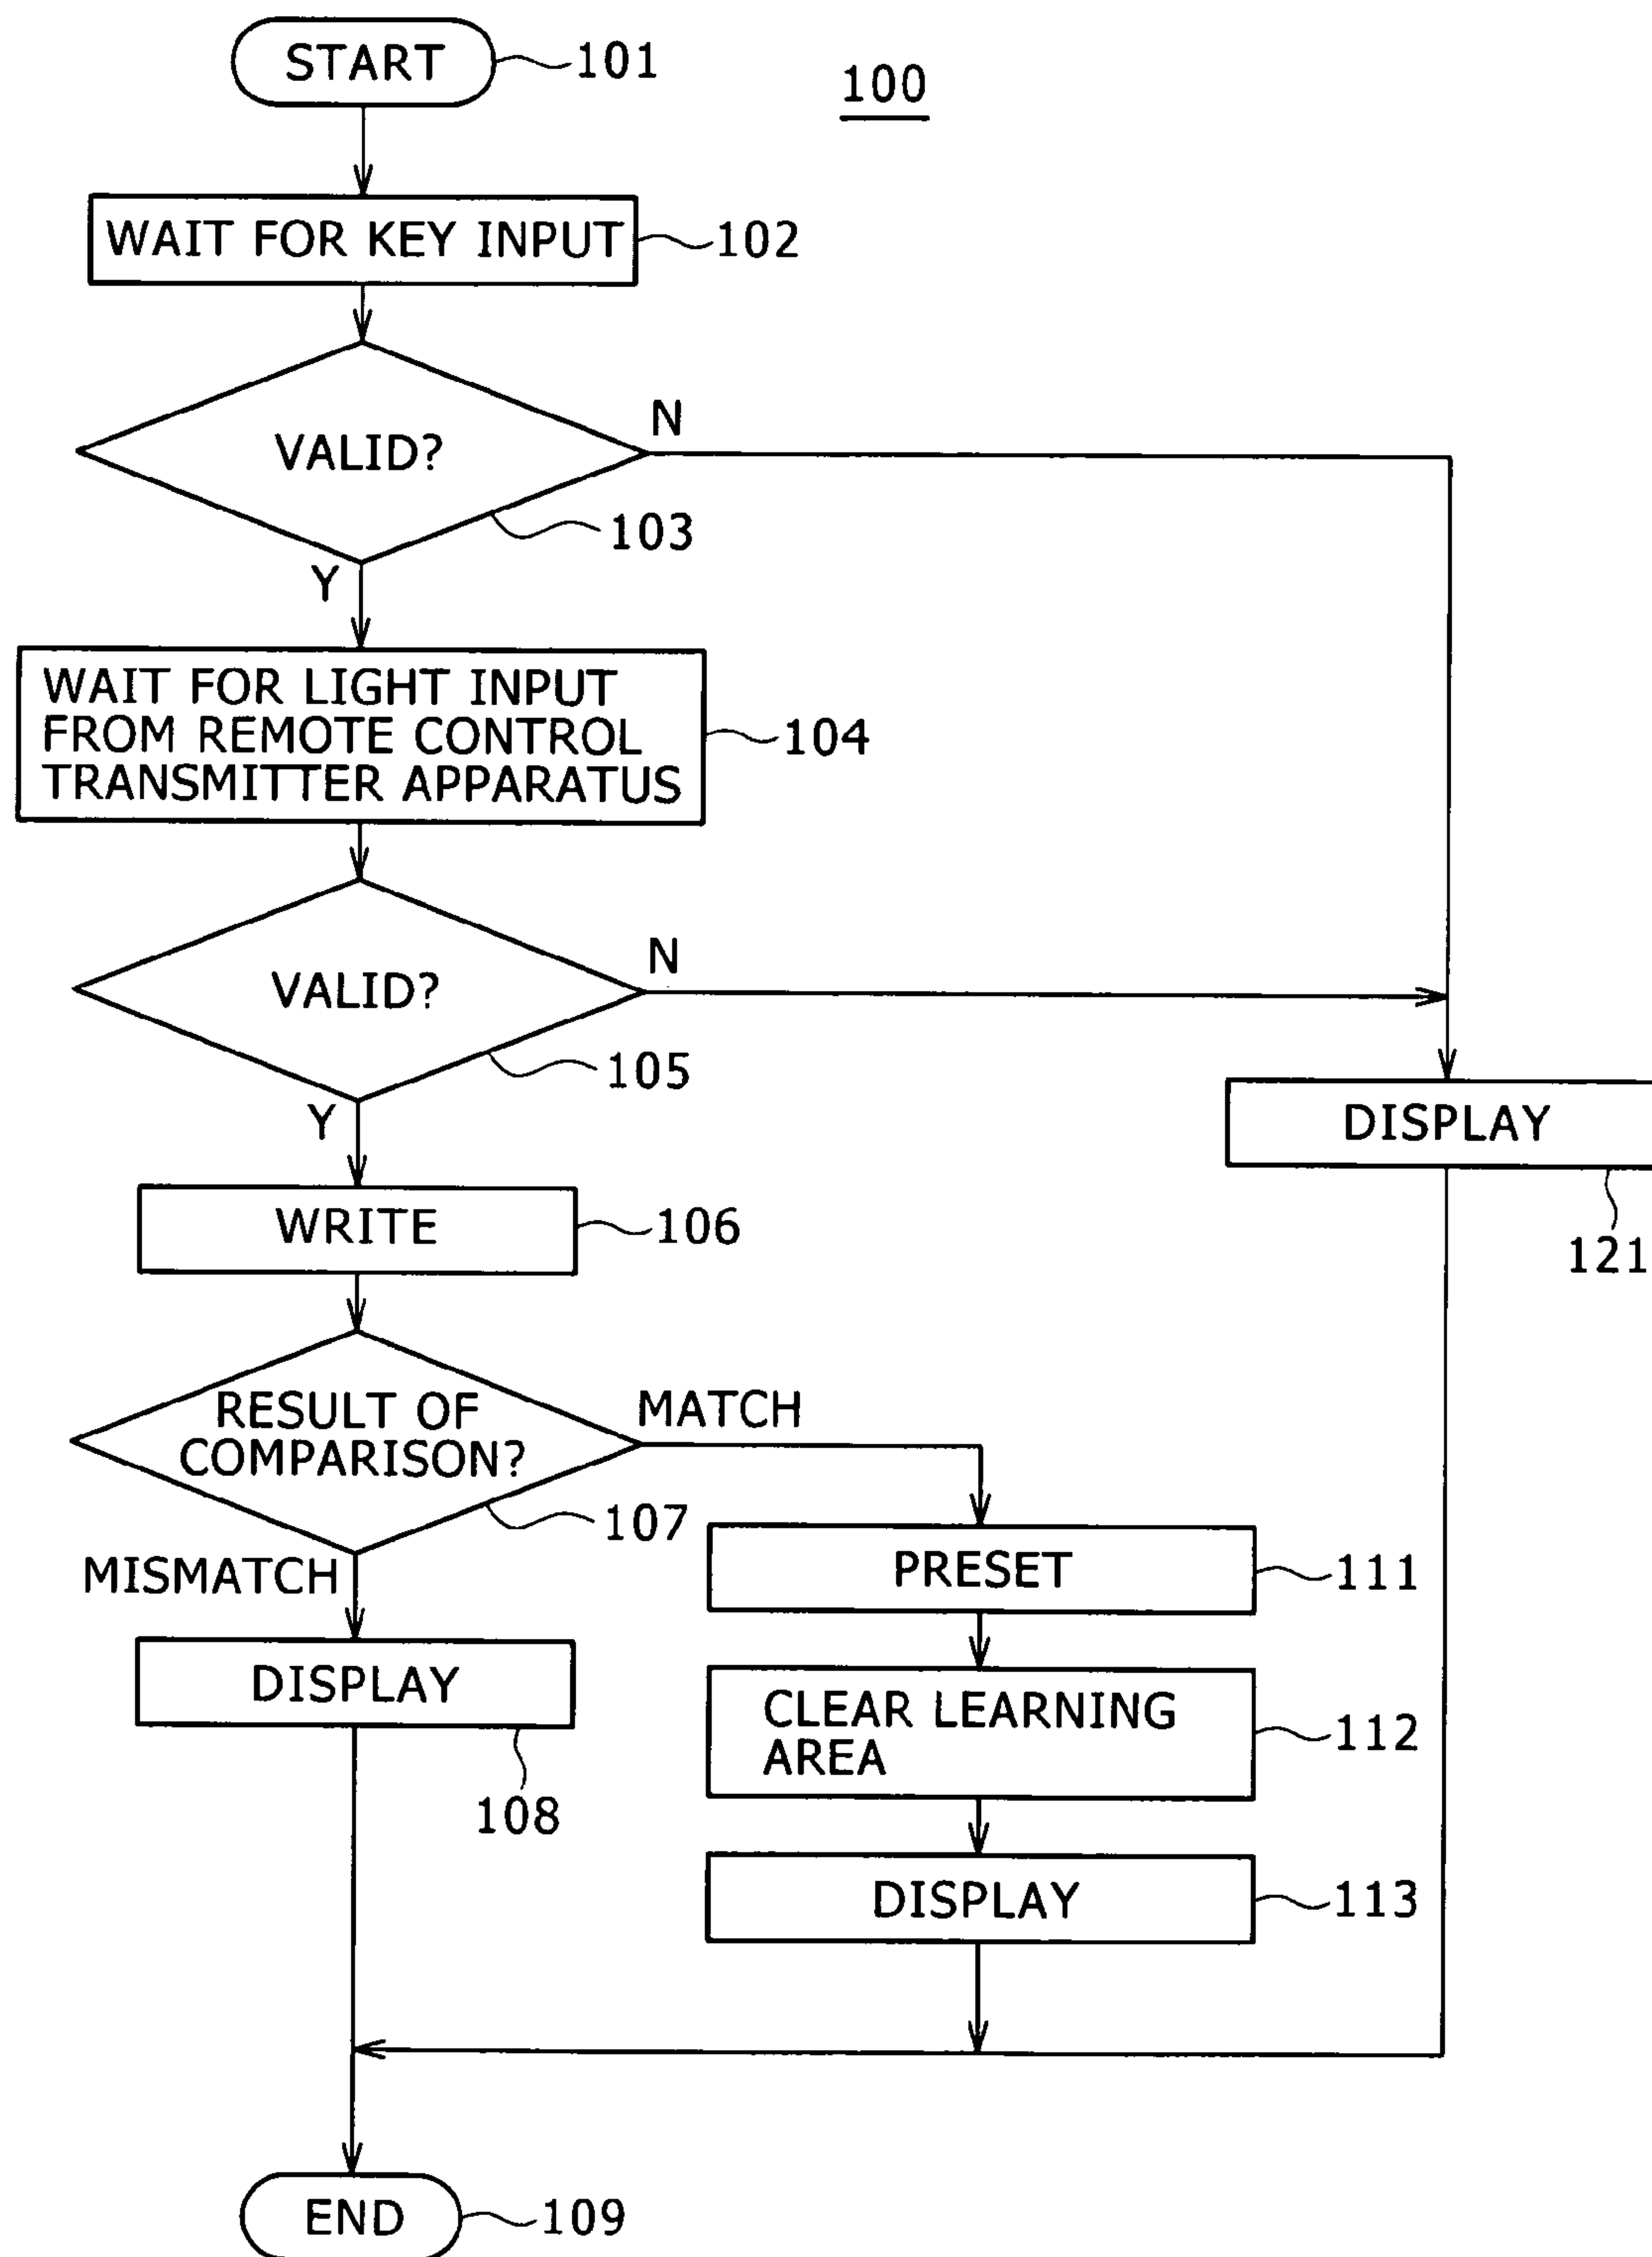 START
101
100
WAIT FOR KEY INPUT
102
VALID?
N
103
Y
WAIT FOR LIGHT INPUT
FROM REMOTE CONTROL
TRANSMITTER APPARATUS
104
VALID?
N
105
Y
DISPLAY
121
WRITE
106
RESULT OF
COMPARISON?
MATCH
107
MISMATCH
PRESET
111
DISPLAY
108
CLEAR LEARNING
AREA
112
DISPLAY
113
END
109